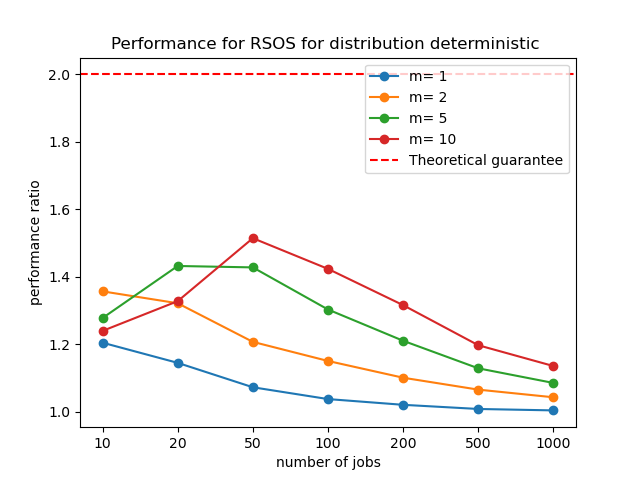 Performance for RSOS for distribution deterministic
performance ratio
2.0
1.8
1.6
1.4
1.2
1.0
m= 1
m= 2
m= 5
m= 10
Theoretical guarantee
10 20 50 100 200 500 1000
number of jobs